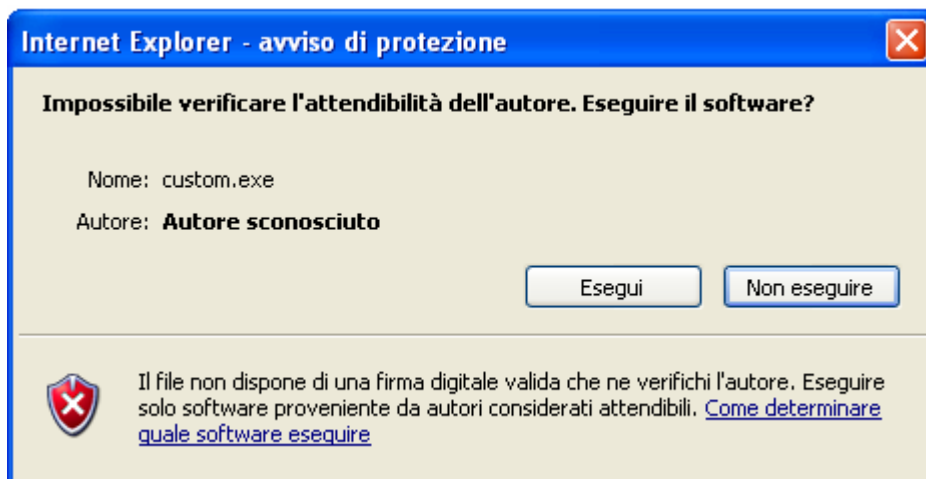 Internet Explorer - avviso di protezione
Impossibile verificare l'attendibilità dell'autore. Eseguire il software?
Nome: custom.exe
Autore: Autore sconosciuto
Esegui Non eseguire
Il file non dispone di una firma digitale valida che ne verifichi l'autore. Eseguire
solo software proveniente da autori considerati attendibili. Come determinare
quale software eseguire